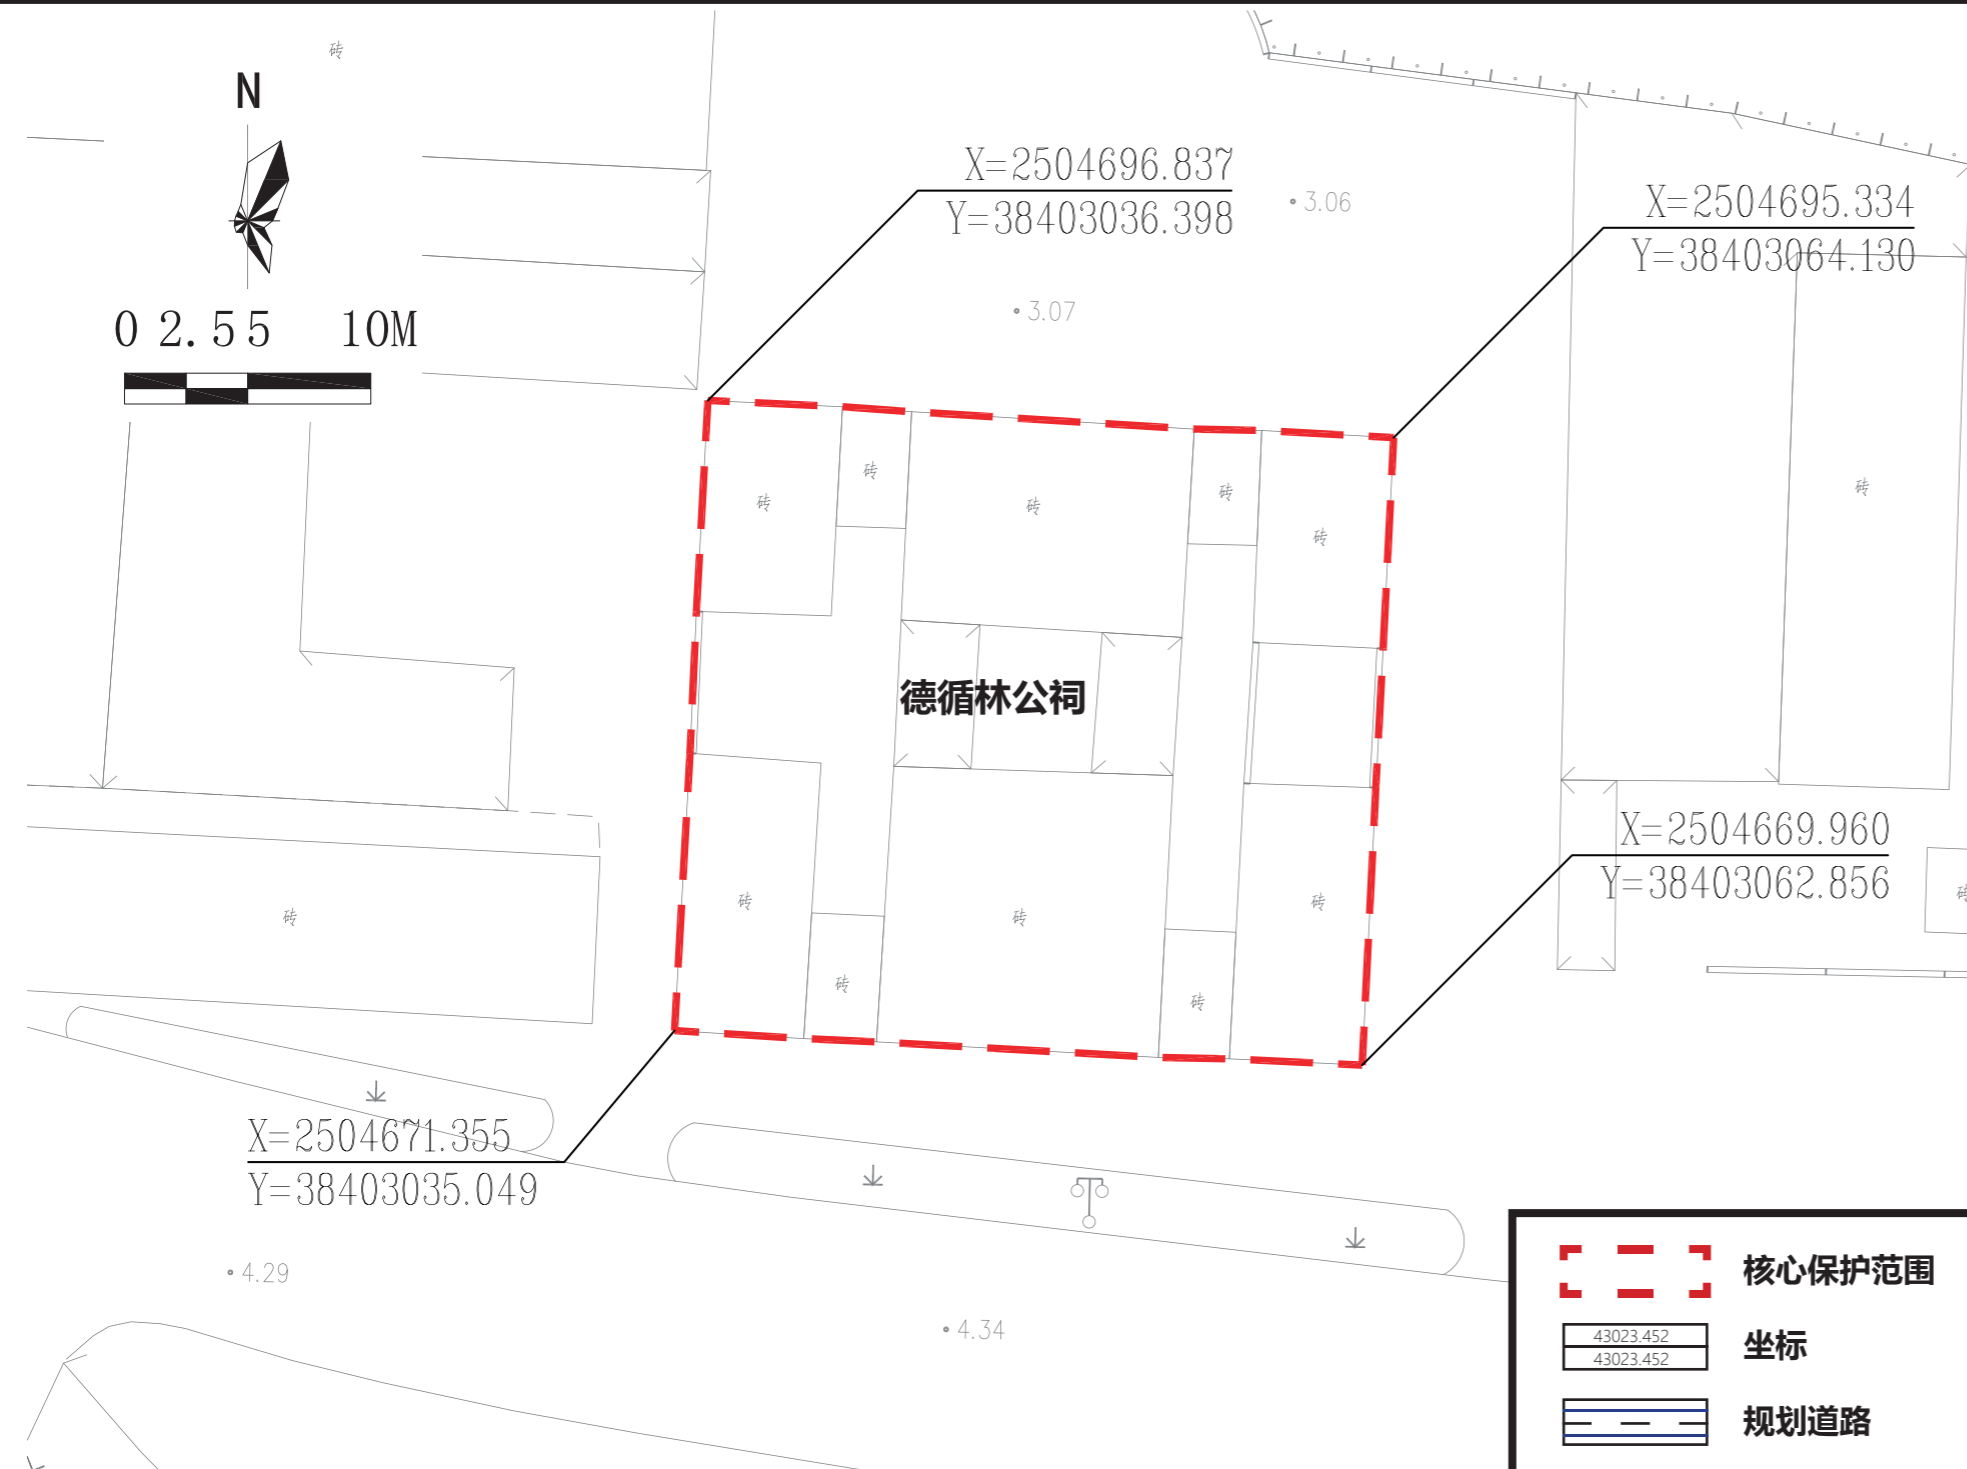 砖
N
X=2504696.837
Y=38403036.398
3.06
X=2504695.334
Y=38403064.130
3.07
0 2.55 10M
砖
砖
砖
砖
砖
砖
德循林公祠
X=2504669.960
Y=38403062.856
砖
砖
砖
砖
砖
砖
砖
X=2504671.355
Y=38403035.049
4.29
4.34
核心保护范围
43023.452
43023.452
坐标
规划道路